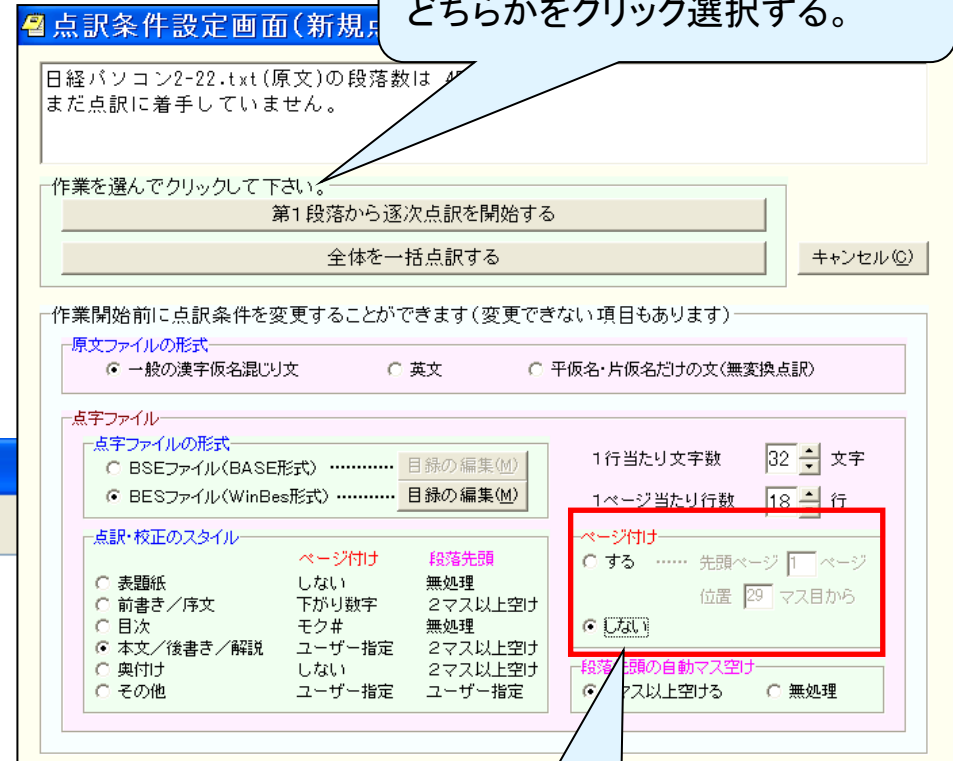 どちらかをクリック選択する。
点訳条件設定画面(新規点
日経パソコン2-22.txt(原文)の段落数は
まだ点訳に着手していません。
作業を選んでクリックして下さい。
第1段落から逐次点訳を開始する
全体を一括点訳する
キャンセル(C)
作業開始前に点訳条件を変更することができます(変更できない項目もあります)
原文ファイルの形式
一般の漢字仮名混じり文 英文 平仮名・片仮名だけの文(無変換点訳)
点字ファイル
点字ファイルの形式
BSEファイル(BASE形式) ………… 目録の編集(M)
BESファイル(WinBes形式) ………… 目録の編集(M)
1行当たり文字数 32 文字
1ページ当たり行数 18 行
点訳・校正のスタイル
ページ付け 段落先頭
表題紙 しない 無処理
前書き/序文 下がり数字 2マス以上空け
目次 モク# 無処理
本文/後書き/解説 ユーザー指定 2マス以上空け
奥付け しない 2マス以上空け
その他 ユーザー指定 ユーザー指定
ページ付け
する …… 先頭ページ 1 ページ
位置 29 マス目から
しない
段落先頭の自動マス空け
マス以上空ける 無処理